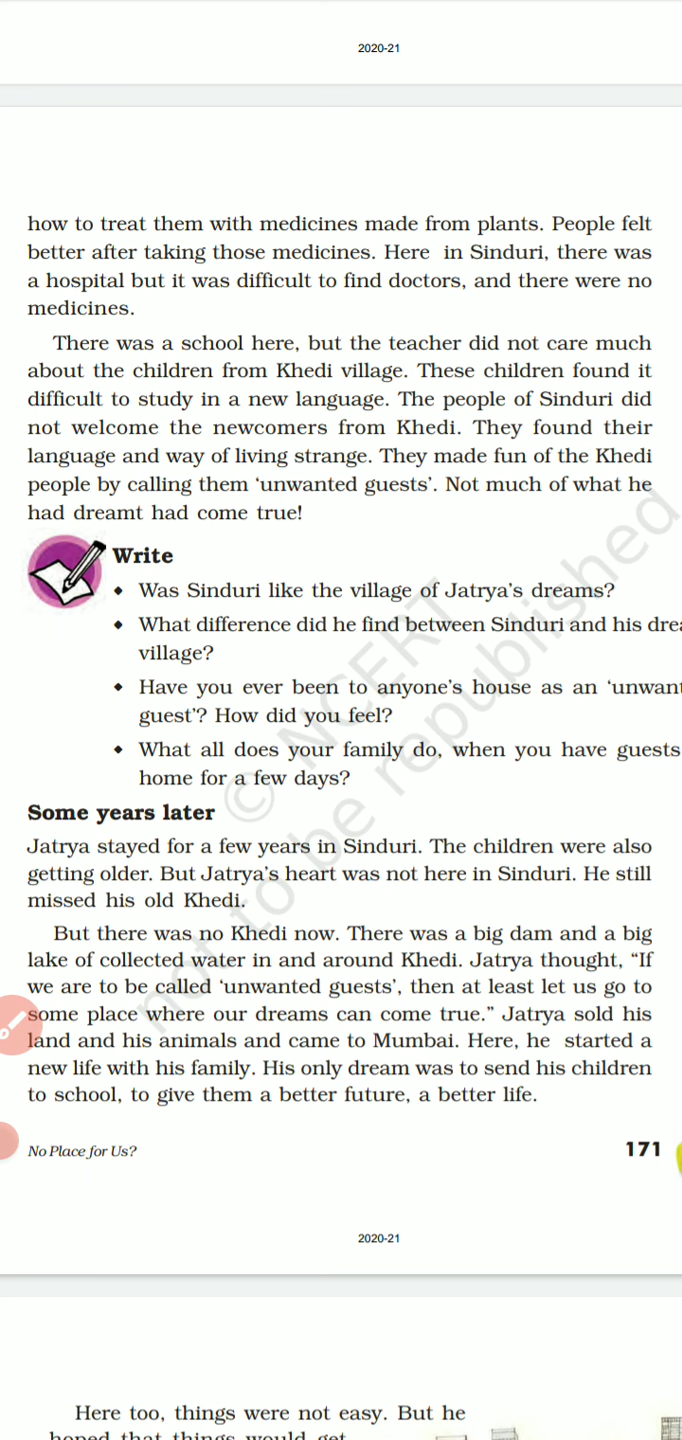 2020-21
how to treat them with medicines made from plants. People felt
better after taking those medicines. Here in Sinduri, there was
a hospital but it was difficult to find doctors, and there were no
medicines.
There was a school here, but the teacher did not care much
about the children from Khedi village. These children found it
difficult to study in a new language. The people of Sinduri did
not welcome the newcomers from Khedi. They found their
language and way of living strange. They made fun of the Khedi
people by calling them ‘unwanted guests’. Not much of what he
had dreamt had come true!
Write
• Was Sinduri like the village of Jatrya’s dreams?
• What difference did he find between Sinduri and his
village?
• Have you ever been to anyone’s house as an
guest’? How did you feel?
• What all does your family do, when you have guests
home for a few days?
Some years later
Jatrya stayed for a few years in Sinduri. The children were also
getting older. But Jatrya’s heart was not here in Sinduri. He still
missed his old Khedi.
But there was no Khedi now. There was a big dam and a big
lake of collected water in and around Khedi. Jatrya thought, “If
we are to be called ‘unwanted guests’, then at least let us go to
some place where our dreams can come true.” Jatrya sold his
land and his animals and came to Mumbai. Here, he started a
new life with his family. His only dream was to send his children
to school, to give them a better future, a better life.
No Place for Us?
171
© NCERT
not to be republished
2020-21
Here too, things were not easy. But he
hoped that things would get